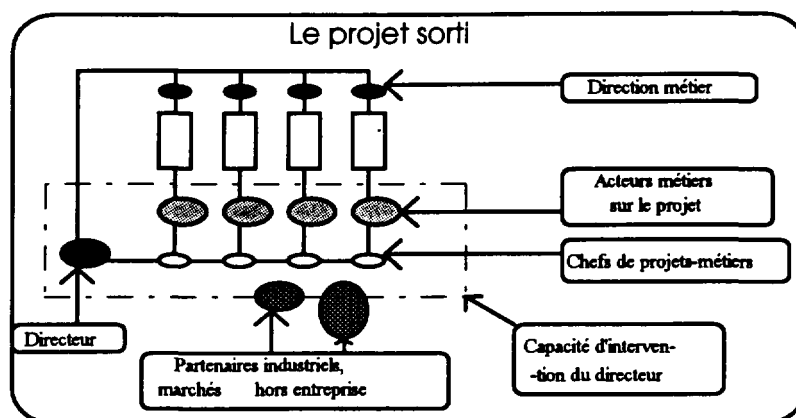 Le projet sorti
Direction métier
Acteurs métiers
sur le projet
Chefs de projets-métiers
Directeur
Partenaires industriels,
marchés hors entreprise
Capacité d'interven-
-tion du directeur